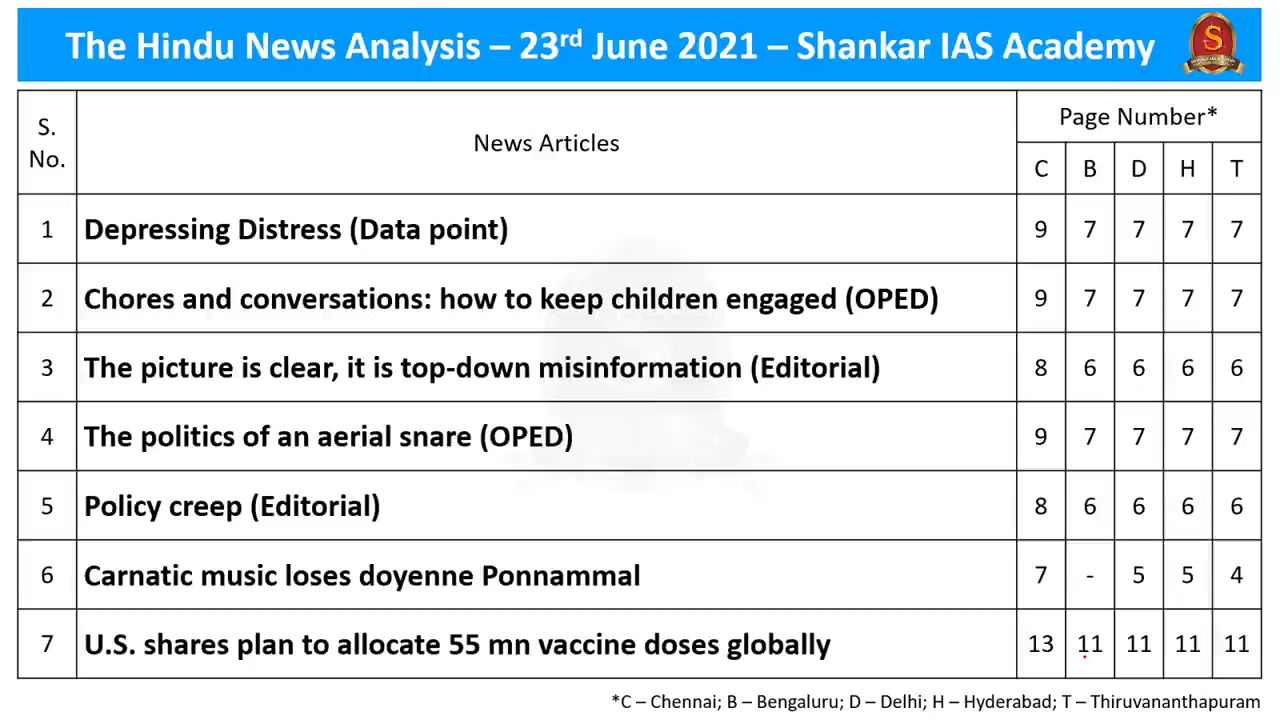 The Hindu News Analysis – 23rd June 2021 – Shankar IAS Academy
S
S. No. News Articles Page Number*
C B D H T
1 Depressing Distress (Data point) 9 7 7 7 7
2 Chores and conversations: how to keep children engaged (OPED) 9 7 7 7 7
3 The picture is clear, it is top-down misinformation (Editorial) 8 6 6 6 6
4 The politics of an aerial snare (OPED) 9 7 7 7 7
5 Policy creep (Editorial) 8 6 6 6 6
6 Carnatic music loses doyenne Ponnammal 7 - 5 5 4
7 U.S. shares plan to allocate 55 mn vaccine doses globally 13 11 11 11 11
*C – Chennai; B – Bengaluru; D – Delhi; H – Hyderabad; T – Thiruvananthapuram